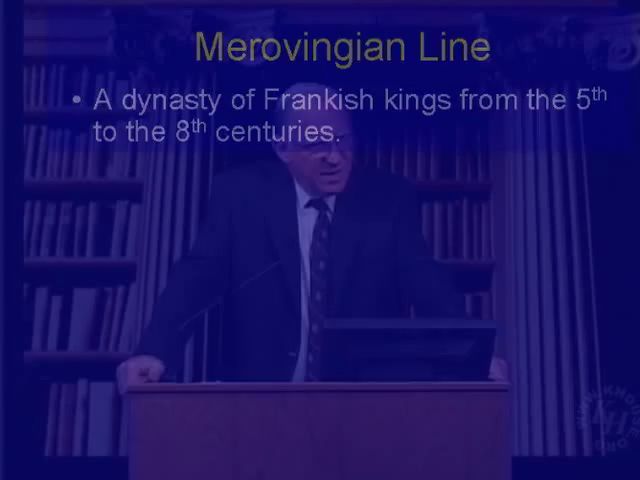 Merovingian Line
• A dynasty of Frankish kings from the 5th
to the 8th centuries.